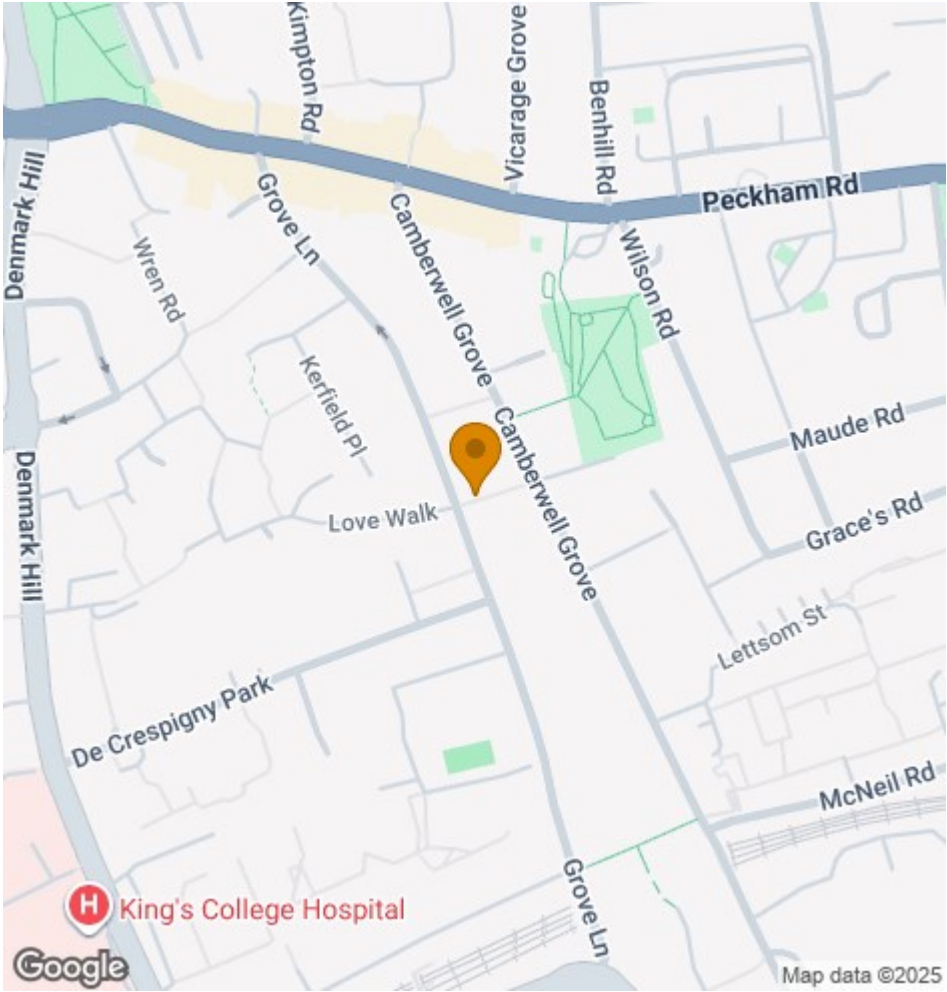 Kimpton Rd
Vicarage Grove
Benhill Rd
Denmark Hill
Peckham Rd
Grove Ln
Wren Rd
Camberwell Grove
Wilson Rd
Kerfield Pl
Maude Rd
Love Walk
Camberwell Grove
Denmark Hill
Grace's Rd
Lettsom St
De Crespigny Park
McNeil Rd
H
King's College Hospital
Grove Ln
Google
Map data ©2025